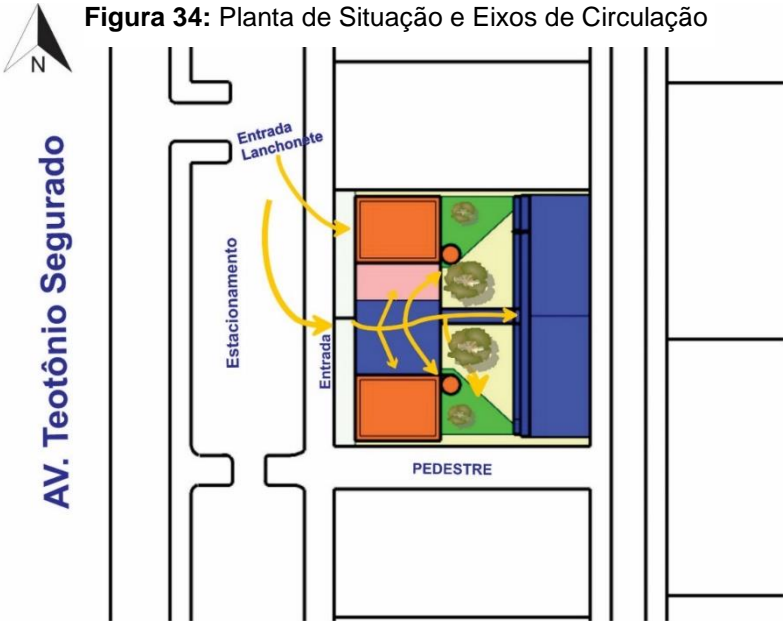 Figura 34: Planta de Situação e Eixos de Circulação
N
Entrada
Lanchonete
AV. Teotônio Segurado
Estacionamento
Entrada
PEDESTRE